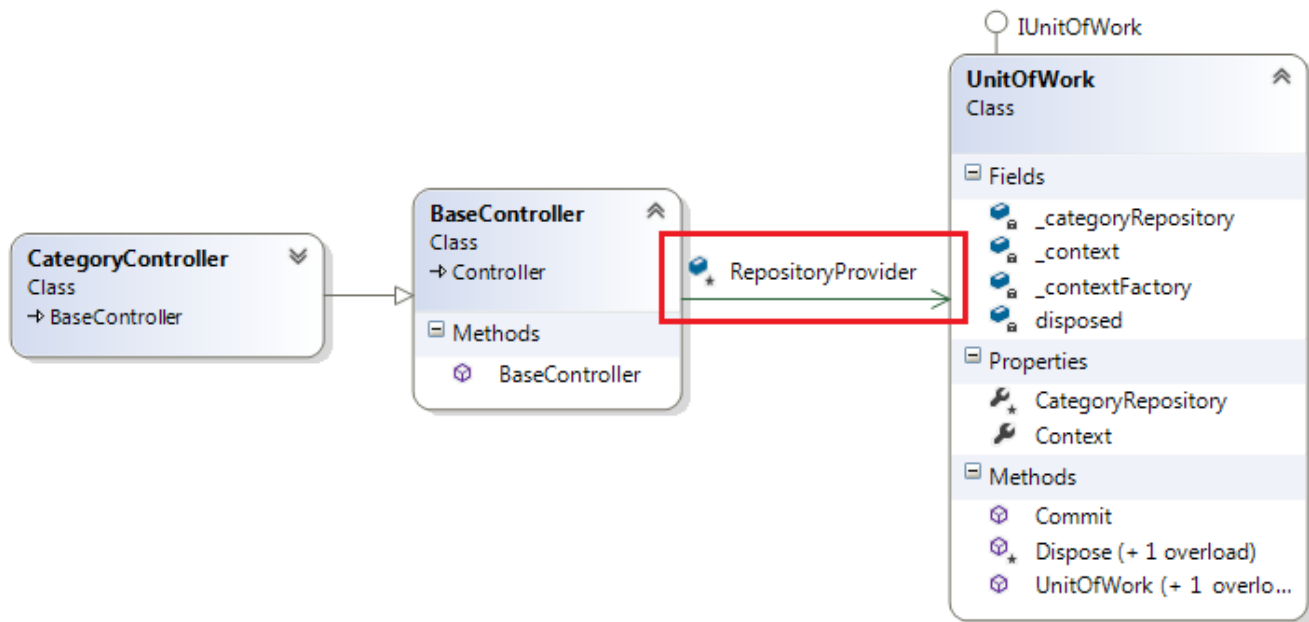 IUnitOfWork
UnitOfWork
Class
Fields
_categoryRepository
_context
_contextFactory
disposed
Properties
CategoryRepository
Context
Methods
Commit
Dispose (+ 1 overload)
UnitOfWork (+ 1 overlo...
BaseController
Class
Controller
Methods
BaseController
RepositoryProvider
CategoryController
Class
BaseController